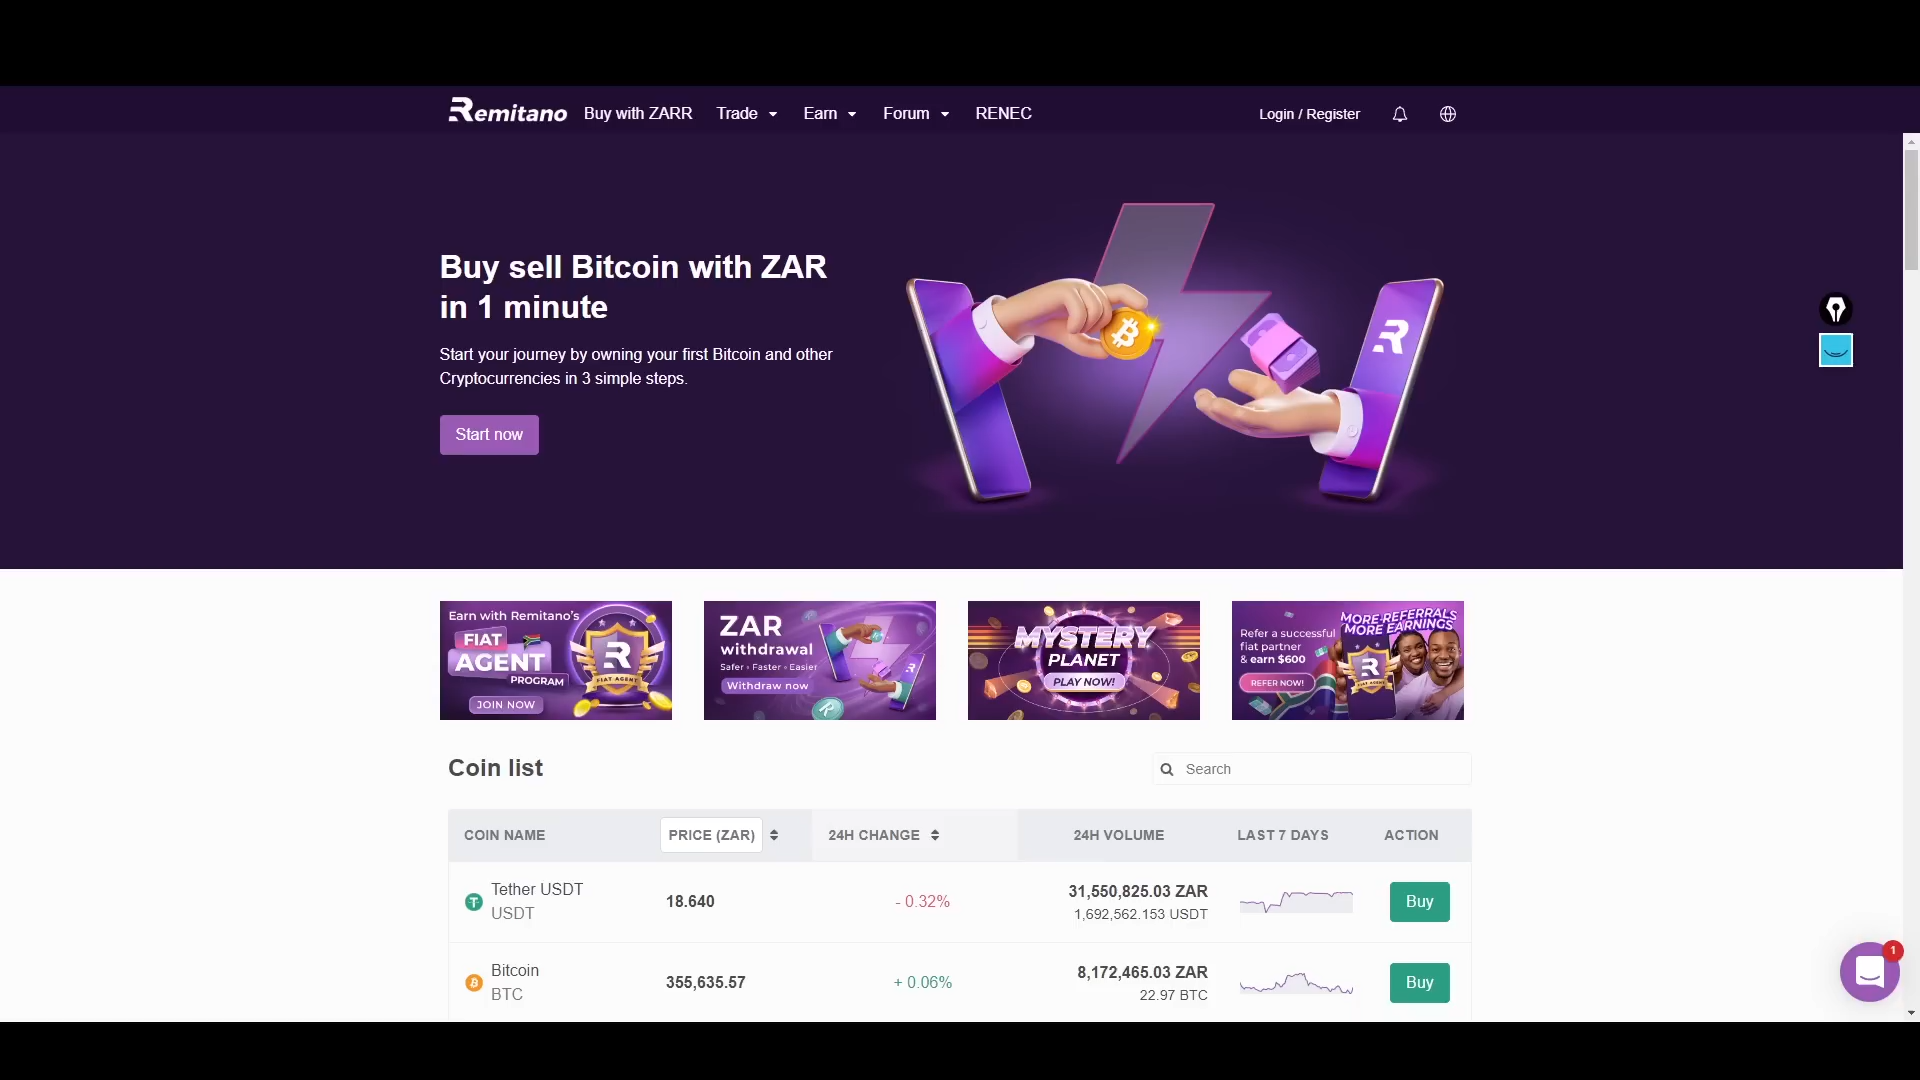 Remitano
Buy with ZARR
Trade
Earn
Forum
RENEC
Login / Register
Buy sell Bitcoin with ZAR
in 1 minute
Start your journey by owning your first Bitcoin and other
Cryptocurrencies in 3 simple steps.
Start now
Earn with Remitano's
FIAT
AGENT
PROGRAM
JOIN NOW
FIAT AGENT
ZAR
withdrawal
Safer • Faster • Easier
Withdraw now
MYSTERY
PLANET
PLAY NOW!
MORE REFERRALS
MORE EARNINGS
Refer a successful
fiat partner
& earn $600
REFER NOW!
FIAT AGENT
Coin list
Search
COIN NAME
PRICE (ZAR)
24H CHANGE
24H VOLUME
LAST 7 DAYS
ACTION
Tether USDT
USDT
18.640
- 0.32%
31,550,825.03 ZAR
1,692,562.153 USDT
Buy
Bitcoin
BTC
355,635.57
+ 0.06%
8,172,465.03 ZAR
22.97 BTC
Buy
1